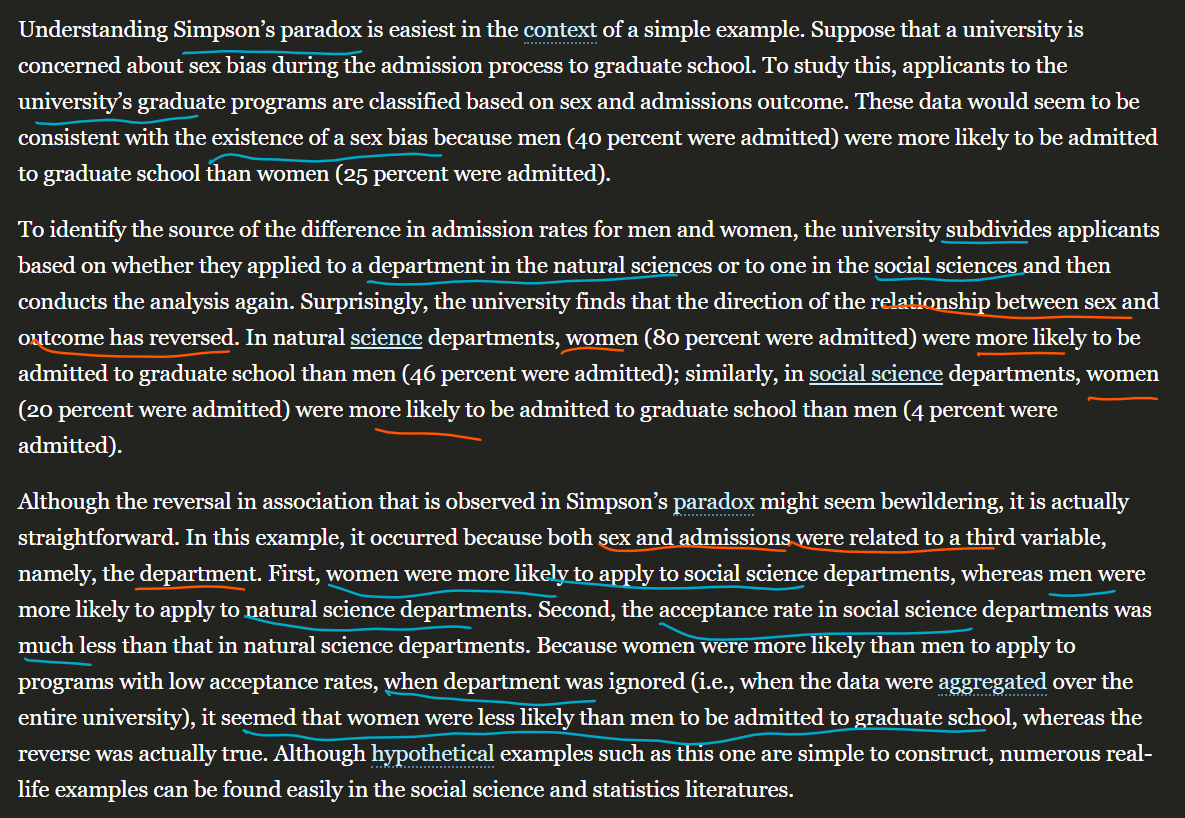 Understanding Simpson’s paradox is easiest in the context of a simple example. Suppose that a university is
concerned about sex bias during the admission process to graduate school. To study this, applicants to the
university’s graduate programs are classified based on sex and admissions outcome. These data would seem to be
consistent with the existence of a sex bias because men (40 percent were admitted) were more likely to be admitted
to graduate school than women (25 percent were admitted).
To identify the source of the difference in admission rates for men and women, the university subdivides applicants
based on whether they applied to a department in the natural sciences or to one in the social sciences and then
conducts the analysis again. Surprisingly, the university finds that the direction of the relationship between sex and
outcome has reversed. In natural science departments, women (80 percent were admitted) were more likely to be
admitted to graduate school than men (46 percent were admitted); similarly, in social science departments, women
(20 percent were admitted) were more likely to be admitted to graduate school than men (4 percent were
admitted).
Although the reversal in association that is observed in Simpson’s paradox might seem bewildering, it is actually
straightforward. In this example, it occurred because both sex and admissions were related to a third variable,
namely, the department. First, women were more likely to apply to social science departments, whereas men were
more likely to apply to natural science departments. Second, the acceptance rate in social science departments was
much less than that in natural science departments. Because women were more likely than men to apply to
programs with low acceptance rates, when department was ignored (i.e., when the data were aggregated over the
entire university), it seemed that women were less likely than men to be admitted to graduate school, whereas the
reverse was actually true. Although hypothetical examples such as this one are simple to construct, numerous real-
life examples can be found easily in the social science and statistics literatures.